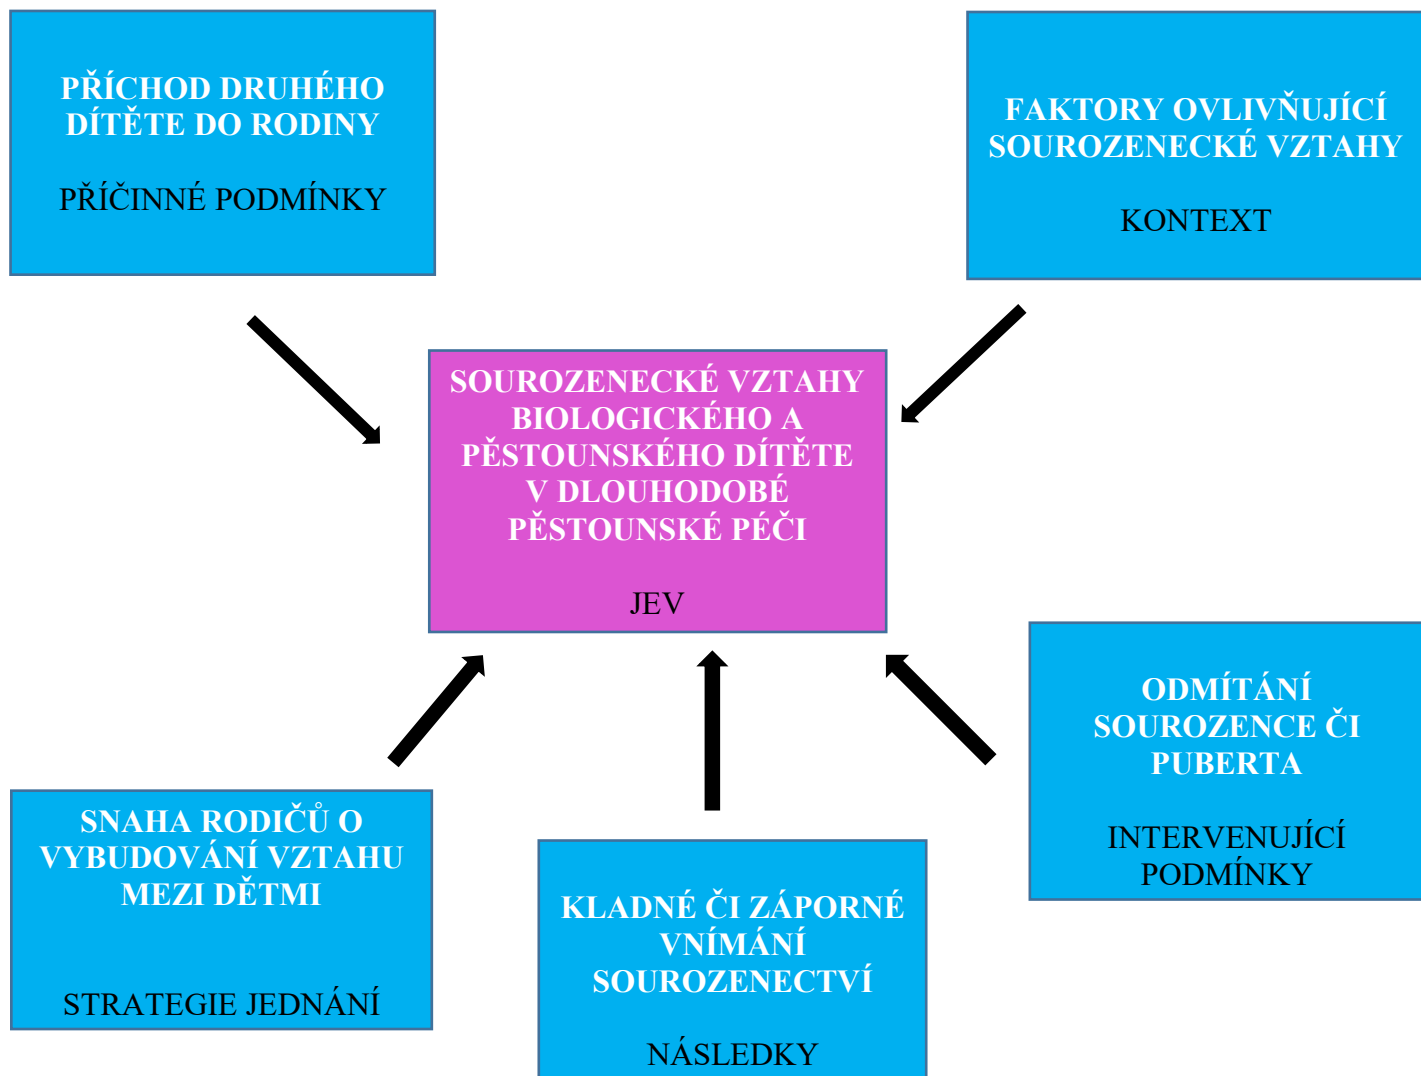 PŘÍCHOD DRUHÉHO
DÍTĚTE DO RODINY
PŘÍČINNÉ PODMÍNKY
FAKTORY OVLIVŇUJÍCÍ
SOUROZENECKÉ VZTAHY
KONTEXT
SOUROZENECKÉ VZTAHY
BIOLOGICKÉHO A
PĚSTOUNSKÉHO DÍTĚTE
V DLOUHODOBÉ
PĚSTOUNSKÉ PÉČI
JEV
ODMÍTÁNÍ
SOUROZENCE ČI
PUBERTA
INTERVENUJÍCÍ
PODMÍNKY
SNAHA RODIČŮ O
VYBUDOVÁNÍ VZTAHU
MEZI DĚTMI
STRATEGIE JEDNÁNÍ
KLADNÉ ČI ZÁPORNÉ
VNÍMÁNÍ
SOUROZENECTVÍ
NÁSLEDKY